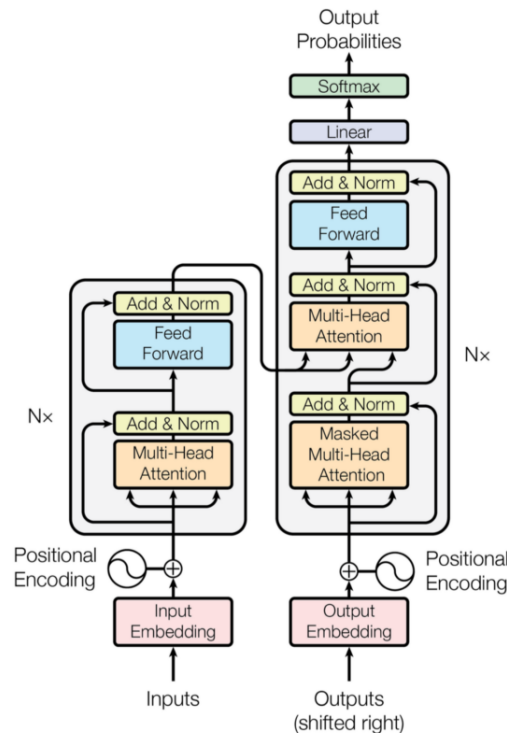 Output
Probabilities
Softmax
Linear
Add & Norm
Feed
Forward
Add & Norm
Multi-Head
Attention
Add & Norm
Masked
Multi-Head
Attention
N×
Add & Norm
Feed
Forward
Add & Norm
Multi-Head
Attention
N×
Positional
Encoding
Positional
Encoding
Input
Embedding
Output
Embedding
Inputs
Outputs
(shifted right)